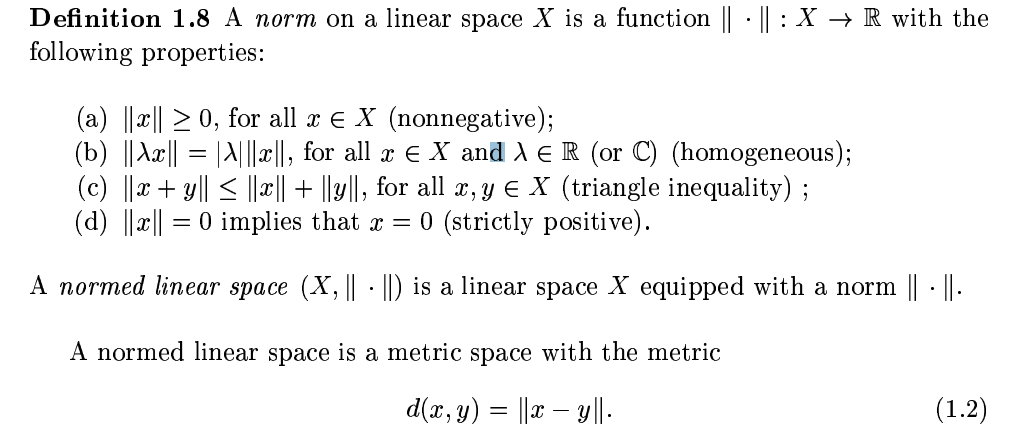 Definition 1.8 A norm on a linear space X is a function ‖ · ‖ : X → ℝ with the
following properties:
(a) ‖x‖ ≥ 0, for all x ∈ X (nonnegative);
(b) ‖λx‖ = |λ|‖x‖, for all x ∈ X and λ ∈ ℝ (or ℂ) (homogeneous);
(c) ‖x + y‖ ≤ ‖x‖ + ‖y‖, for all x, y ∈ X (triangle inequality) ;
(d) ‖x‖ = 0 implies that x = 0 (strictly positive).
A normed linear space (X, ‖ · ‖) is a linear space X equipped with a norm ‖ · ‖.
A normed linear space is a metric space with the metric
d(x, y) = ‖x − y‖. (1.2)